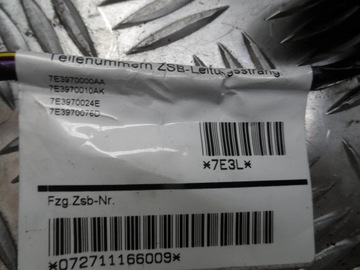 Teilenummern ZSB-Leitungsstrang
7E3970000AA
7E3970010AK
7E3970024E
7E3970076D
*7E3L*
Fzg.Zsb-Nr.
*072711166009*